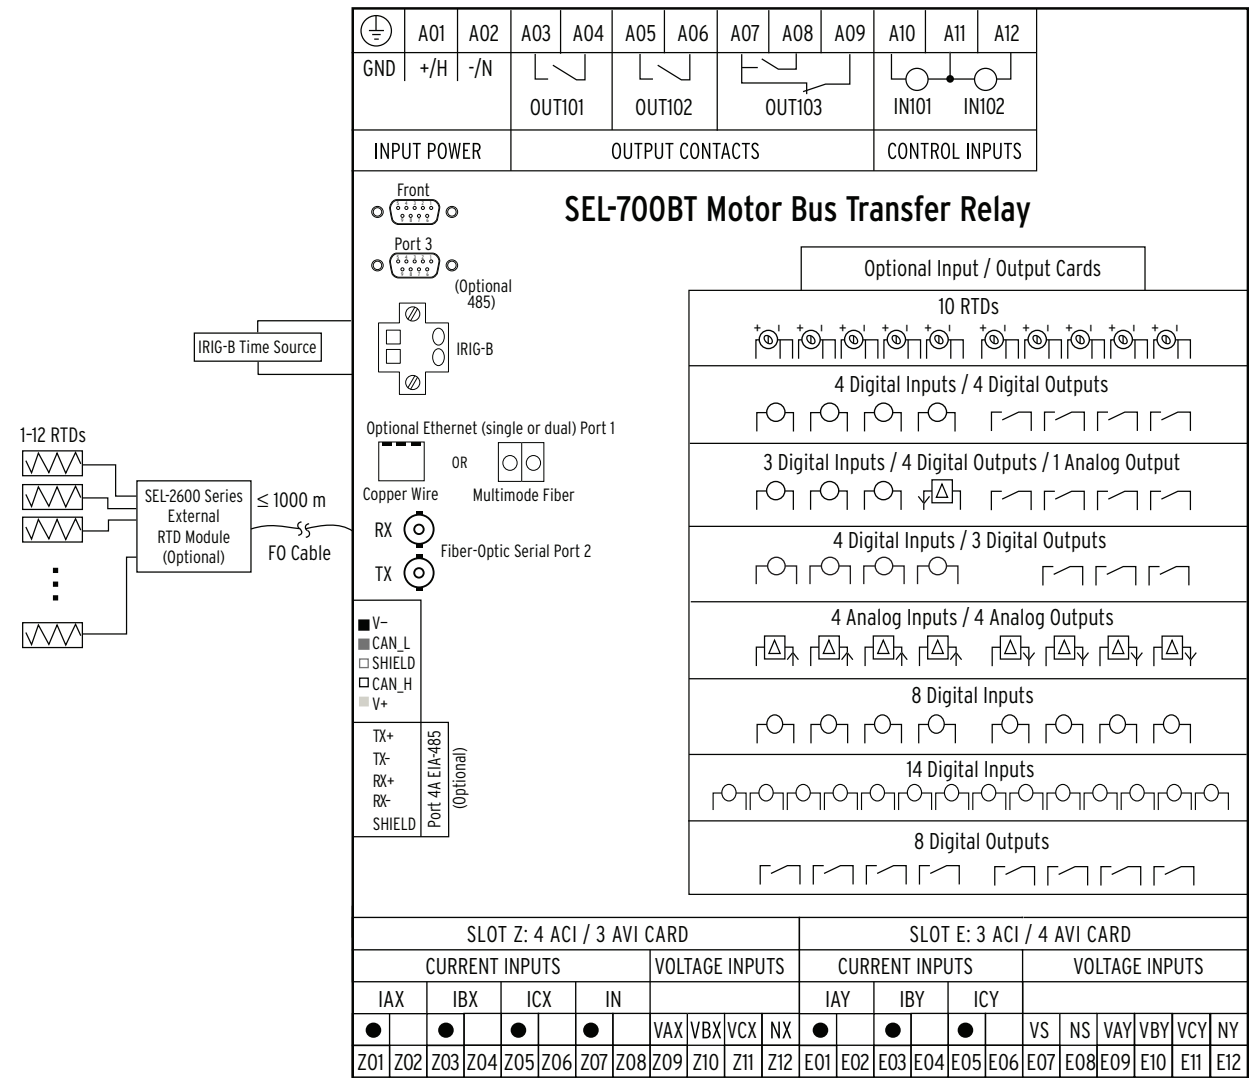 A01 A02 A03 A04 A05 A06 A07 A08 A09 A10 A11 A12
GND +/H -/N
OUT101 OUT102 OUT103 IN101 IN102
INPUT POWER OUTPUT CONTACTS CONTROL INPUTS
SEL-700BT Motor Bus Transfer Relay
Front
Port 3
(Optional
485)
IRIG-B
IRIG-B Time Source
Optional Ethernet (single or dual) Port 1
OR
Copper Wire Multimode Fiber
RX
TX
Fiber-Optic Serial Port 2
1-12 RTDs
SEL-2600 Series
External
RTD Module
(Optional)
≤ 1000 m
FO Cable
V–
CAN_L
SHIELD
CAN_H
V+
TX+
TX-
RX+
RX-
SHIELD
Port 4A EIA-485
(Optional)
Optional Input / Output Cards
10 RTDs
+ - + - + - + - + - + - + - + - + - + -
4 Digital Inputs / 4 Digital Outputs
3 Digital Inputs / 4 Digital Outputs / 1 Analog Output
4 Digital Inputs / 3 Digital Outputs
4 Analog Inputs / 4 Analog Outputs
8 Digital Inputs
14 Digital Inputs
8 Digital Outputs
SLOT Z: 4 ACI / 3 AVI CARD SLOT E: 3 ACI / 4 AVI CARD
CURRENT INPUTS VOLTAGE INPUTS CURRENT INPUTS VOLTAGE INPUTS
IAX IBX ICX IN IAY IBY ICY
VAX VBX VCX NX VS NS VAY VBY VCY NY
Z01 Z02 Z03 Z04 Z05 Z06 Z07 Z08 Z09 Z10 Z11 Z12 E01 E02 E03 E04 E05 E06 E07 E08 E09 E10 E11 E12